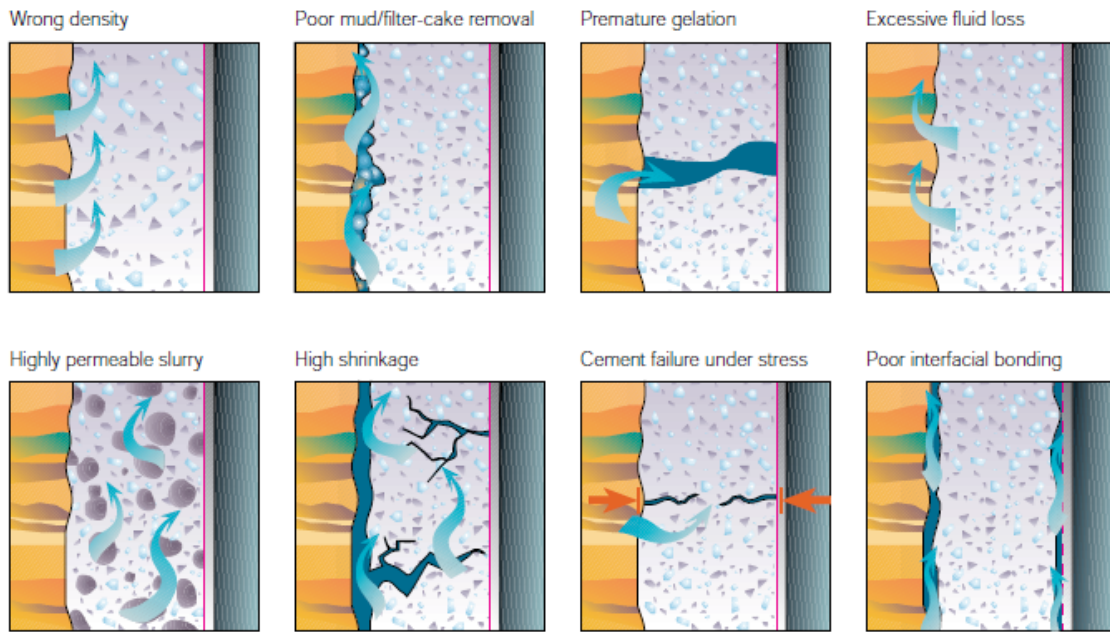 Wrong density
Poor mud/filter-cake removal
Premature gelation
Excessive fluid loss
Highly permeable slurry
High shrinkage
Cement failure under stress
Poor interfacial bonding